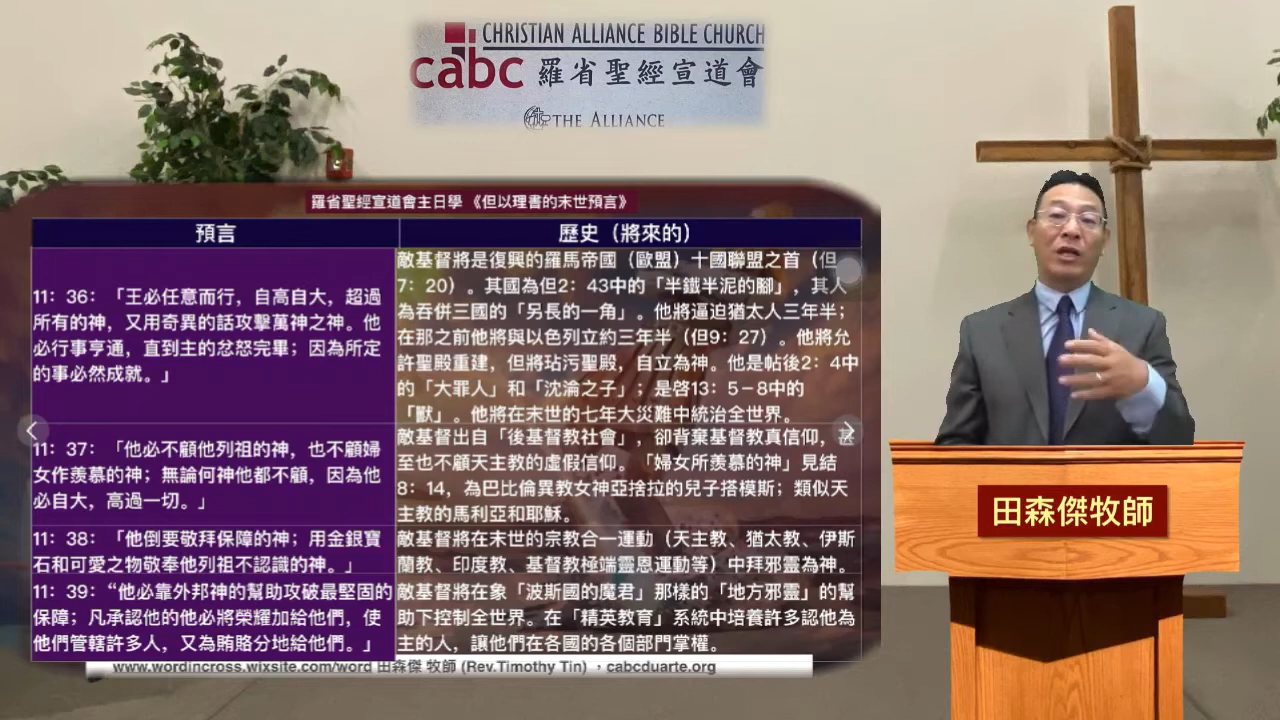 CHRISTIAN ALLIANCE BIBLE CHURCH
cabc 羅省聖經宣道會
THE ALLIANCE
羅省聖經宣道會主日學 《但以理書的末世預言》
預言
歷史（將來的）
11：36：「王必任意而行，自高自大，超過
所有的神，又用奇異的話攻擊萬神之神。他
必行事亨通，直到主的忿怒完畢；因為所定
的事必然成就。」
敵基督將是復興的羅馬帝國（歐盟）十國聯盟之首（但
7：20）。其國為但2：43中的「半鐵半泥的腳」，其人
為吞併三國的「另長的一角」。他將逼迫猶太人三年半；
在那之前他將與以色列立約三年半（但9：27）。他將允
許聖殿重建，但將玷污聖殿，自立為神。他是帖後2：4中
的「大罪人」和「沈淪之子」；是啓13：5－8中的
「獸」。他將在末世的七年大災難中統治全世界。
11：37：「他必不顧他列祖的神，也不顧婦
女作羨慕的神；無論何神他都不顧，因為他
必自大，高過一切。」
敵基督出自「後基督教社會」，卻背棄基督教真信仰，甚
至也不顧天主教的虛假信仰。「婦女所羨慕的神」見結
8：14，為巴比倫異教女神亞捨拉的兒子搭模斯；類似天
主教的馬利亞和耶穌。
11：38：「他倒要敬拜保障的神；用金銀寶
石和可愛之物敬奉他列祖不認識的神。」
敵基督將在末世的宗教合一運動（天主教、猶太教、伊斯
蘭教、印度教、基督教極端靈恩運動等）中拜邪靈為神。
11：39：“他必靠外邦神的幫助攻破最堅固的
保障；凡承認他的他必將榮耀加給他們，使
他們管轄許多人，又為賄賂分地給他們。」
敵基督將在象「波斯國的魔君」那樣的「地方邪靈」的幫
助下控制全世界。在「精英教育」系統中培養許多認他為
主的人，讓他們在各國的各個部門掌權。
www.wordincross.wixsite.com/word 田森傑 牧師 (Rev.Timothy Tin) ，cabcduarte.org
田森傑牧師